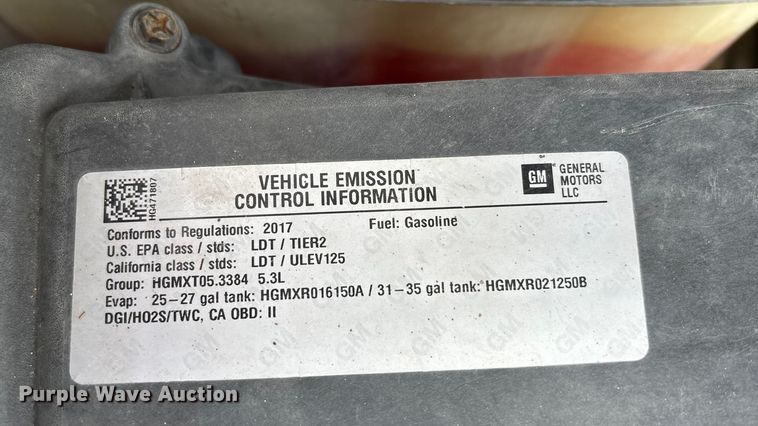 VEHICLE EMISSION
CONTROL INFORMATION
GM GENERAL
MOTORS
LLC
HG471807
Conforms to Regulations: 2017 Fuel: Gasoline
U.S. EPA class / stds: LDT / TIER2
California class / stds: LDT / ULEV125
Group: HGMXT05.3384 5.3L
Evap: 25-27 gal tank: HGMXR016150A / 31-35 gal tank: HGMXR021250B
DGI/HO2S/TWC, CA OBD: II
Purple Wave Auction